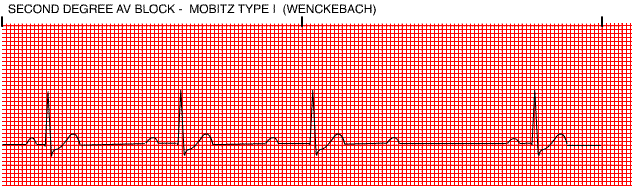 SECOND DEGREE AV BLOCK - MOBITZ TYPE I (WENCKEBACH)